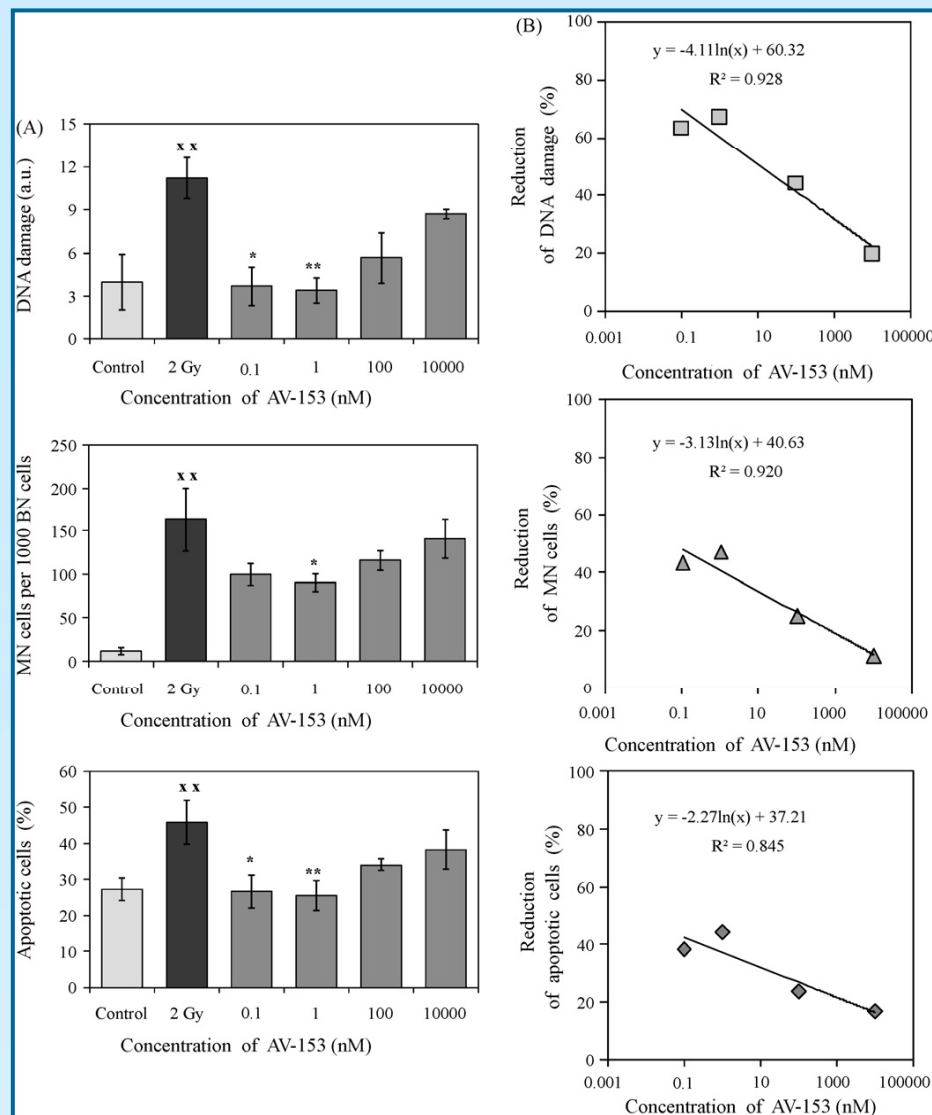 (A)
DNA damage (a.u.)
15
12
9
6
3
0
x x
*
**
Control 2 Gy 0.1 1 100 10000
Concentration of AV-153 (nM)
MN cells per 1000 BN cells
250
200
150
100
50
0
x x
*
Control 2 Gy 0.1 1 100 10000
Concentration of AV-153 (nM)
Apoptotic cells (%)
60
50
40
30
20
10
0
x x
*
**
Control 2 Gy 0.1 1 100 10000
Concentration of AV-153 (nM)
(B)
Reduction
of DNA damage (%)
100
80
60
40
20
0
y = -4.11ln(x) + 60.32
R² = 0.928
0.001 0.1 10 1000 100000
Concentration of AV-153 (nM)
Reduction
of MN cells (%)
100
80
60
40
20
0
y = -3.13ln(x) + 40.63
R² = 0.920
0.001 0.1 10 1000 100000
Concentration of AV-153 (nM)
Reduction
of apoptotic cells (%)
100
80
60
40
20
0
y = -2.27ln(x) + 37.21
R² = 0.845
0.001 0.1 10 1000 100000
Concentration of AV-153 (nM)